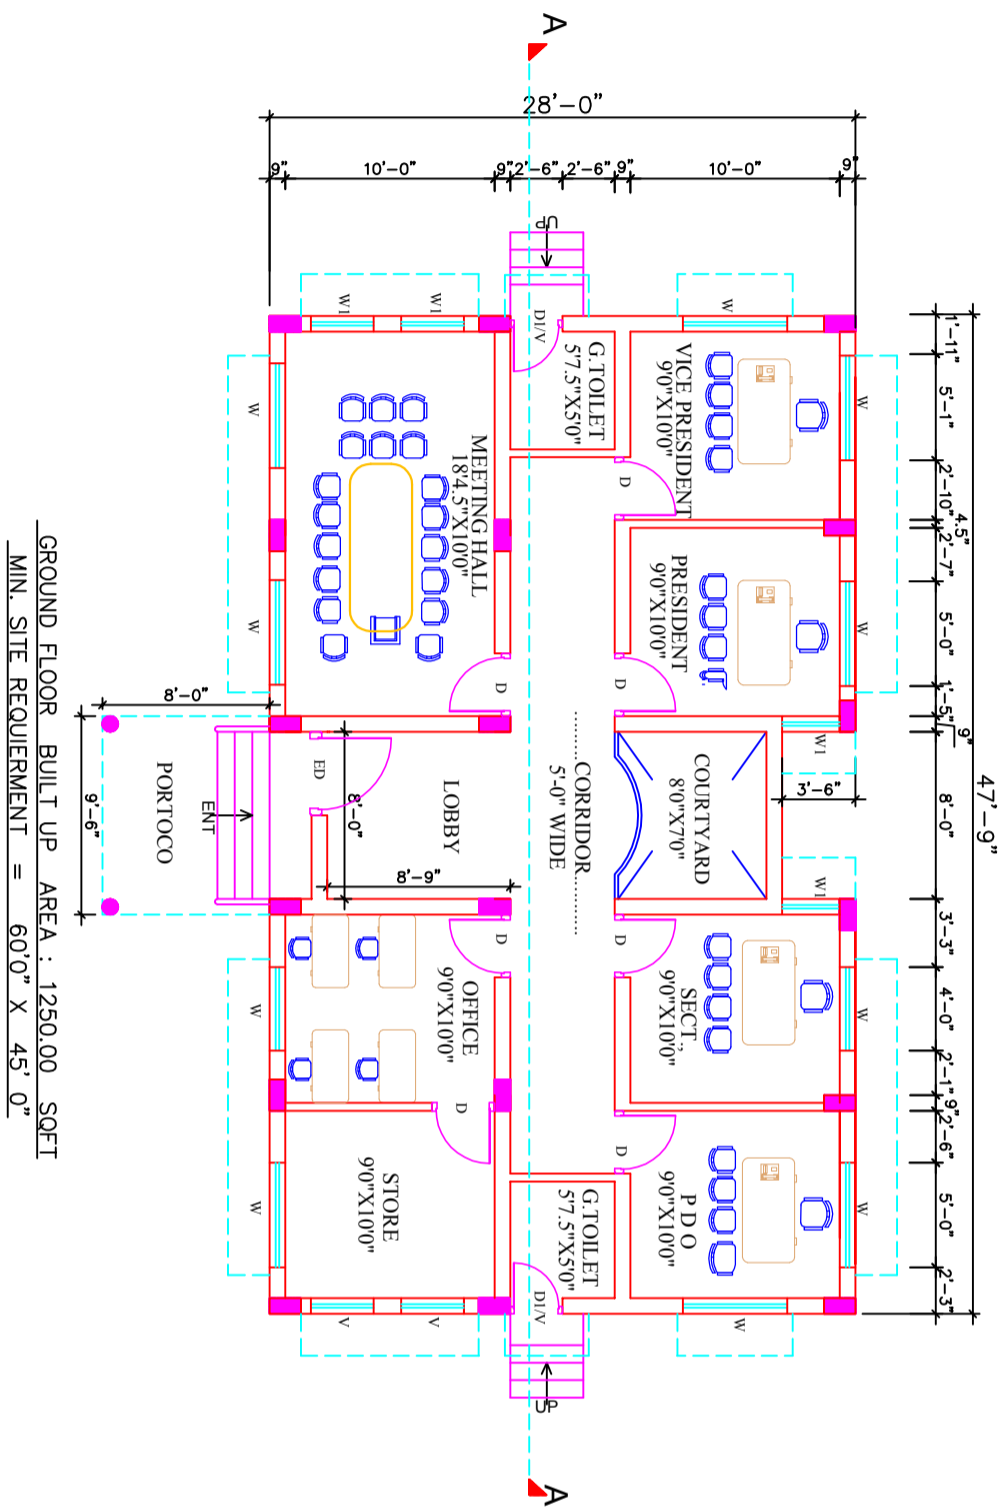 47'-9"
1'-11"
5'-1"
2'-10"
4.5"
2'-7"
5'-0"
1'-5"
9"
8'-0"
3'-3"
4'-0"
2'-1"
9"
2'-6"
5'-0"
2'-3"
28'-0"
9"
10'-0"
9"
2'-6"
2'-6"
9"
10'-0"
9"
W
W
W1
W1
W
W
3'-6"
W
W
VICE PRESIDENT
9'0"X10'0"
PRESIDENT
9'0"X10'0"
COURTYARD
8'0"X7'0"
SECT.,
9'0"X10'0"
P D O
9'0"X10'0"
D
D
D
D
G.TOILET
5'7.5"X5'0"
.........CORRIDOR.........
5'-0" WIDE
G.TOILET
5'7.5"X5'0"
A
UP
D1/V
D1/V
UP
A
D
D
MEETING HALL
18'4.5"X10'0"
LOBBY
OFFICE
9'0"X10'0"
D
STORE
9'0"X10'0"
8'-9"
8'-0"
ED
W1
W1
V
V
W
W
W
W
ENT
PORTOCO
8'-0"
9'-6"
GROUND FLOOR BUILT UP AREA : 1250.00 SQFT
MIN. SITE REQUIERMENT = 60'0" X 45'0"